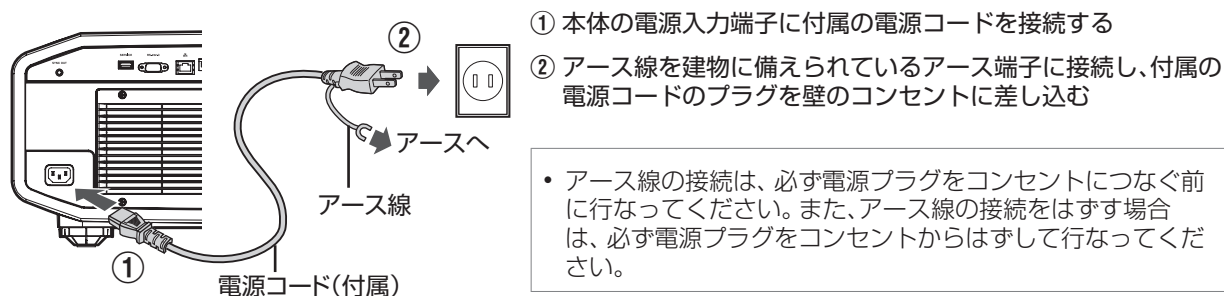 ① 本体の電源入力端子に付属の電源コードを接続する
② アース線を建物に備えられているアース端子に接続し、付属の
電源コードのプラグを壁のコンセントに差し込む
②
アースへ
アース線
①
電源コード(付属)
• アース線の接続は、必ず電源プラグをコンセントにつなぐ前
に行なってください。また、アース線の接続をはずす場合
は、必ず電源プラグをコンセントからはずして行なってくだ
さい。